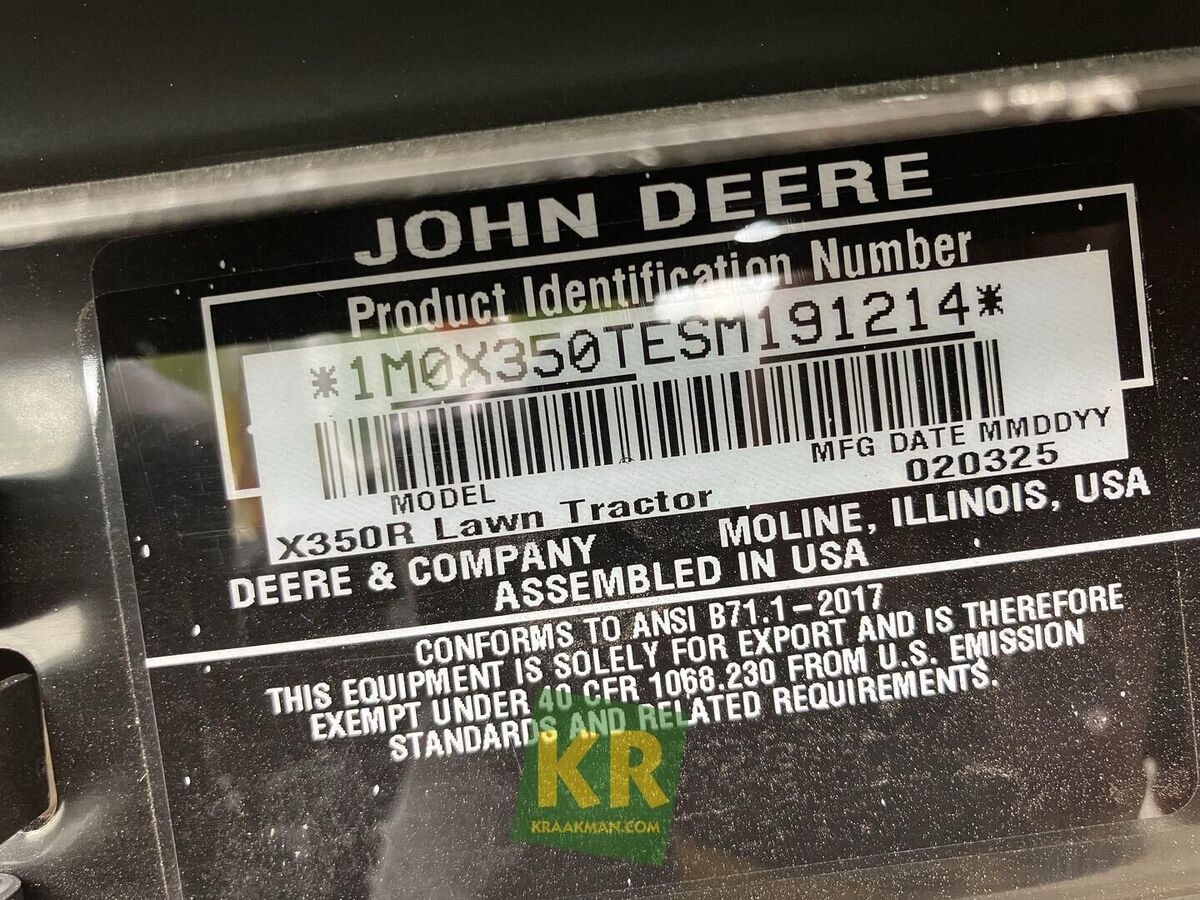 JOHN DEERE
Product Identification Number
*1M0X350TESM191214*
MODEL
MFG DATE MMDDYY
X350R Lawn Tractor
020325
DEERE & COMPANY
MOLINE, ILLINOIS, USA
ASSEMBLED IN USA
CONFORMS TO ANSI B71.1-2017
THIS EQUIPMENT IS SOLELY FOR EXPORT AND IS THEREFORE
EXEMPT UNDER 40 CFR 1068.230 FROM U.S. EMISSION
STANDARDS AND RELATED REQUIREMENTS.
KR
KRAAKMAN.COM